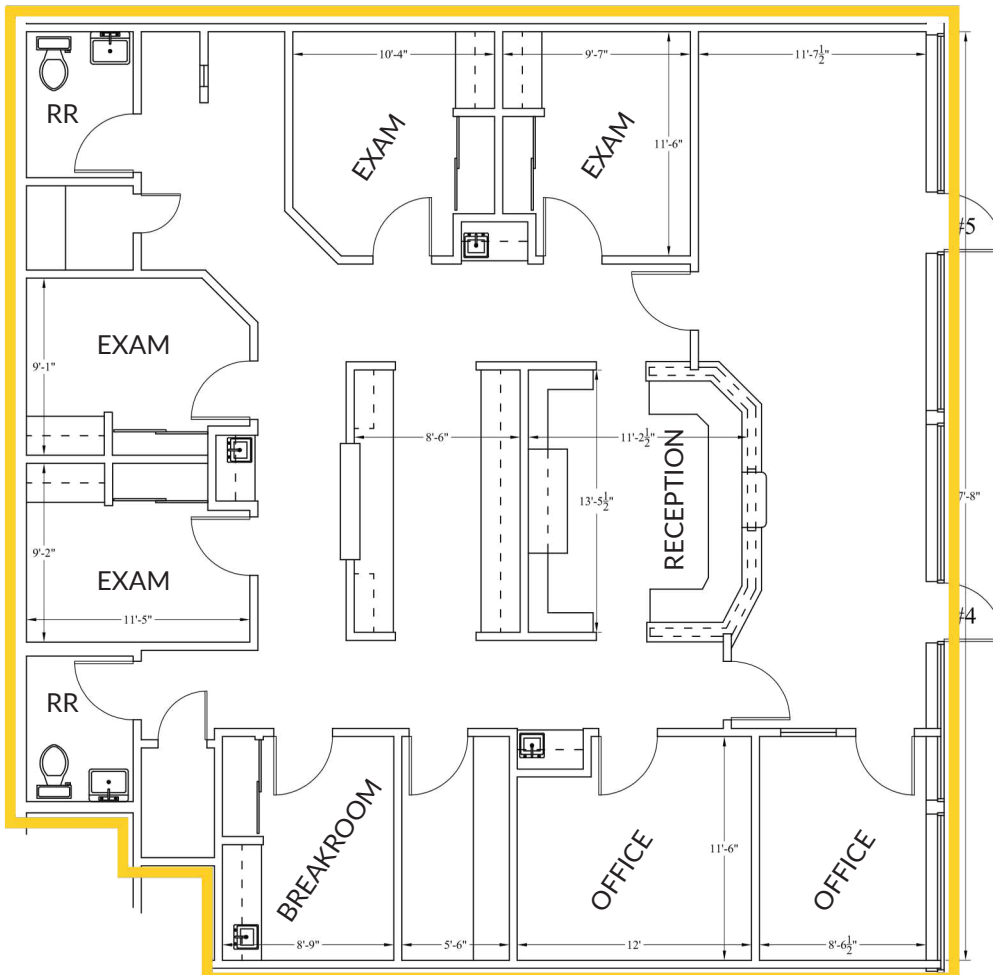 10'-4"
9'-7"
11'-7½"
RR
EXAM
EXAM
11'-6"
#5
EXAM
9'-1"
8'-6"
11'-2½"
RECEPTION
13'-5½"
7'-8"
9'-2"
EXAM
11'-5"
#4
RR
BREAKROOM
OFFICE
11'-6"
OFFICE
8'-9"
5'-6"
12'
8'-6½"